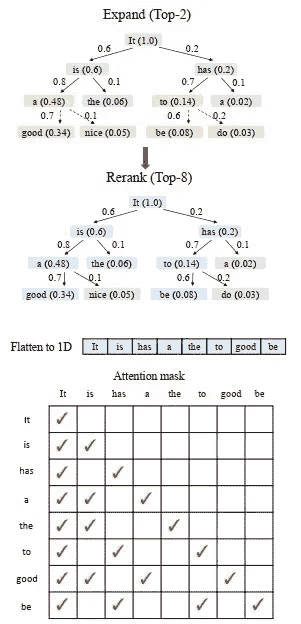 Expand (Top-2)
It (1.0)
0.6 0.2
is (0.6) has (0.2)
0.8 0.1 0.7 0.1
a (0.48) the (0.06) to (0.14) a (0.02)
0.7 0.1 0.6 0.2
good (0.34) nice (0.05) be (0.08) do (0.03)
Rerank (Top-8)
It (1.0)
0.6 0.2
is (0.6) has (0.2)
0.8 0.1 0.7 0.1
a (0.48) the (0.06) to (0.14) a (0.02)
0.7 0.1 0.6 0.2
good (0.34) nice (0.05) be (0.08) do (0.03)
Flatten to 1D It is has a the to good be
Attention mask
It is has a the to good be
It ✓
is ✓ ✓
has ✓ ✓
a ✓ ✓ ✓
the ✓ ✓ ✓
to ✓ ✓ ✓
good ✓ ✓ ✓ ✓
be ✓ ✓ ✓ ✓